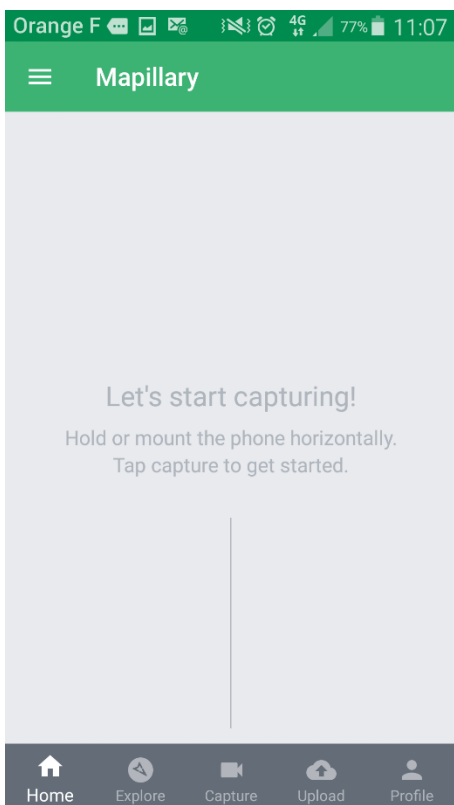 Orange F 4G 77% 11:07
Mapillary
Let's start capturing!
Hold or mount the phone horizontally.
Tap capture to get started.
Home Explore Capture Upload Profile